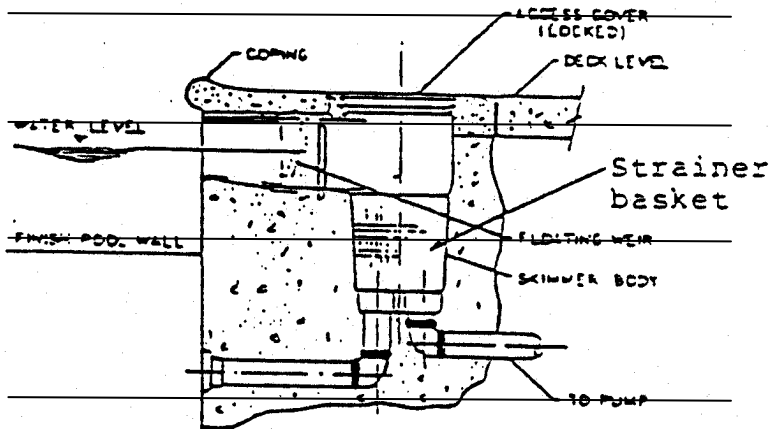 ACCESS COVER
(LOCKED)
COPING
DECK LEVEL
WATER LEVEL
Strainer
basket
FINISH POOL WALL
FLOATING WEIR
SKIMMER BODY
TO PUMP